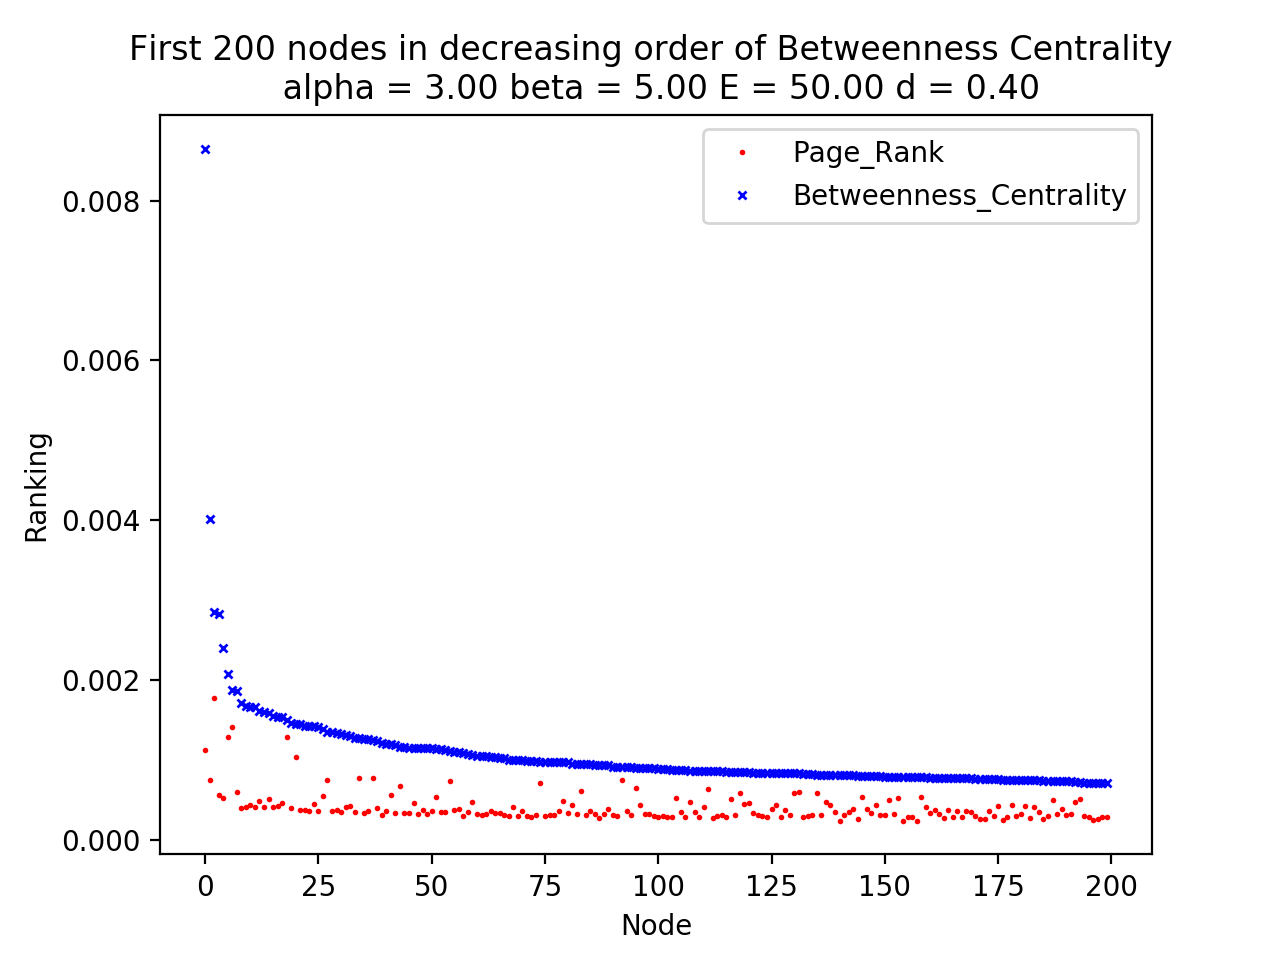 First 200 nodes in decreasing order of Betweenness Centrality
alpha = 3.00 beta = 5.00 E = 50.00 d = 0.40
Page_Rank
Betweenness_Centrality
0.008
0.006
0.004
0.002
0.000
Ranking
0 25 50 75 100 125 150 175 200
Node